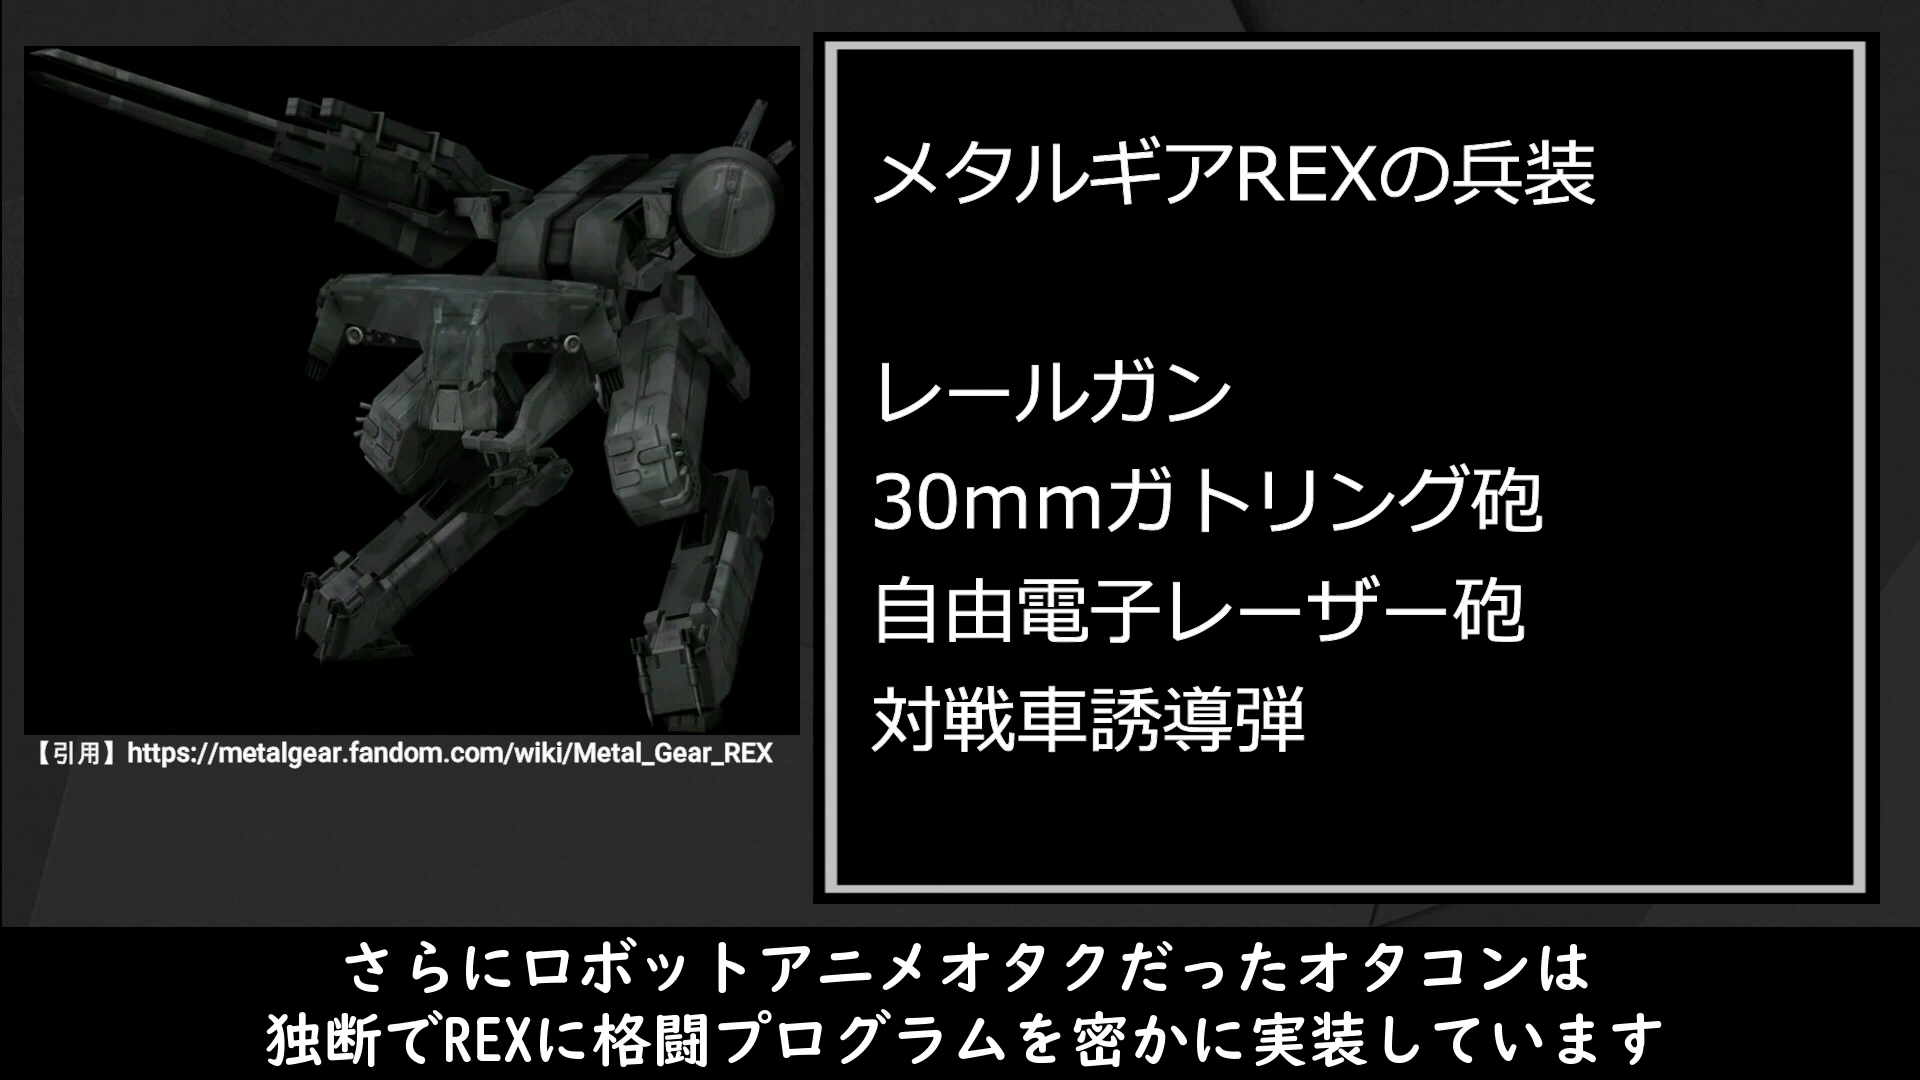 メタルギアREXの兵装
レールガン
30mmガトリング砲
自由電子レーザー砲
対戦車誘導弾
【引用】https://metalgear.fandom.com/wiki/Metal_Gear_REX
さらにロボットアニメオタクだったオタコンは
独断でREXに格闘プログラムを密かに実装しています